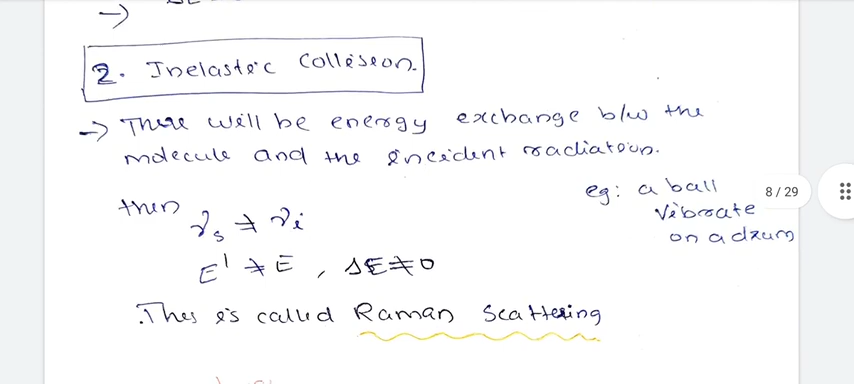 →
2. Inelastic Collision.
→ There will be energy exchange b/w the
molecule and the incident radiation.
then
eg: a ball
vibrate
on a drum
νs ≠ νi
E' ≠ E , ΔE ≠ 0
.This is called Raman Scattering
8 / 29